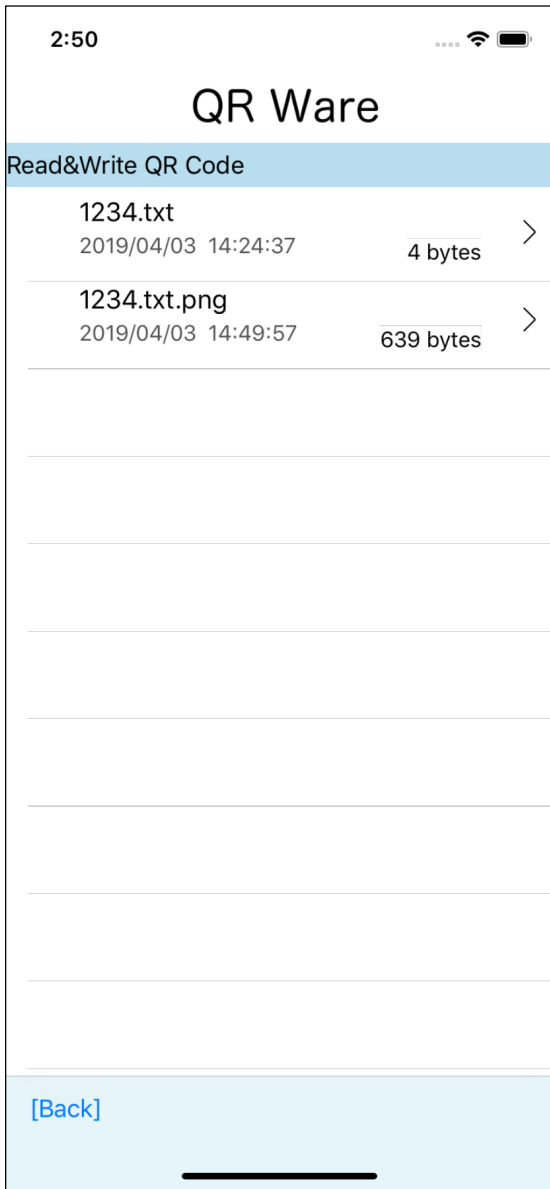 2:50
QR Ware
Read&Write QR Code
1234.txt
2019/04/03 14:24:37
4 bytes
1234.txt.png
2019/04/03 14:49:57
639 bytes
[Back]